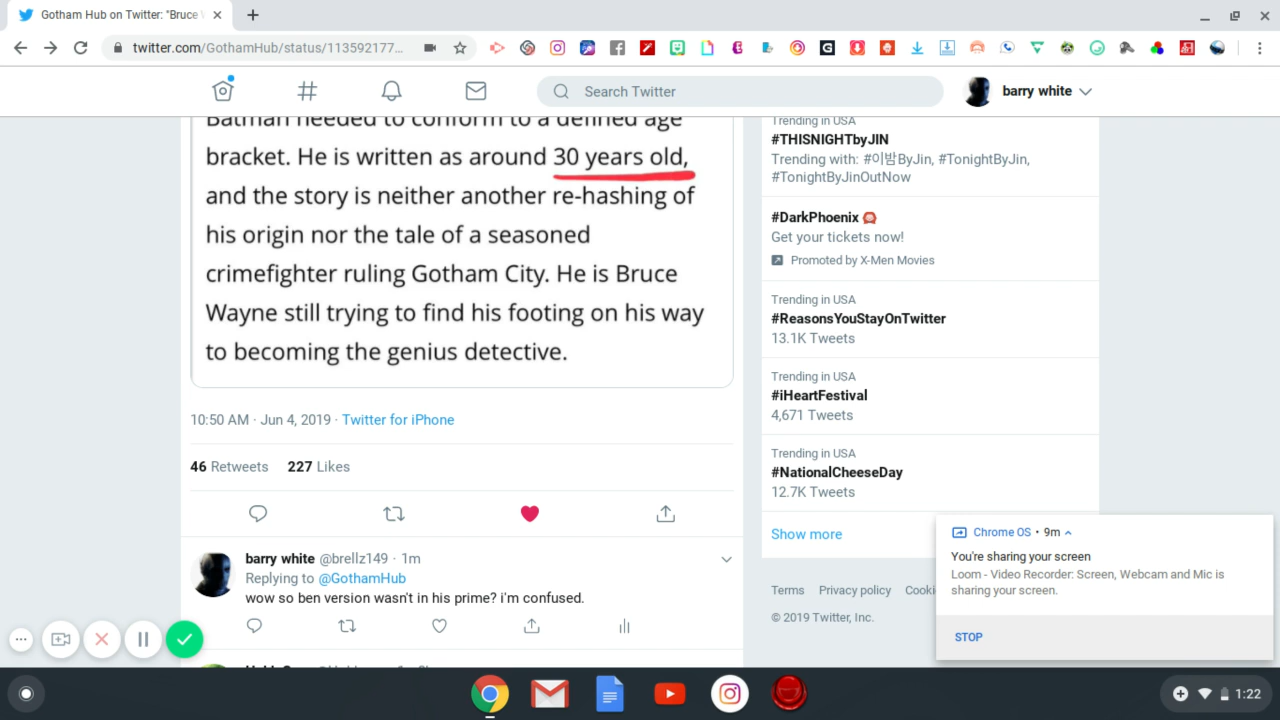 Gotham Hub on Twitter: "Bruce W
twitter.com/GothamHub/status/113592177...
Search Twitter
barry white
Batman needed to conform to a defined age
bracket. He is written as around 30 years old,
and the story is neither another re-hashing of
his origin nor the tale of a seasoned
crimefighter ruling Gotham City. He is Bruce
Wayne still trying to find his footing on his way
to becoming the genius detective.
10:50 AM · Jun 4, 2019 · Twitter for iPhone
46 Retweets 227 Likes
barry white @brellz149 · 1m
Replying to @GothamHub
wow so ben version wasn't in his prime? i'm confused.
Trending in USA
#THISNIGHTbyJIN
Trending with: #이밤ByJin, #TonightByJin,
#TonightByJinOutNow
#DarkPhoenix
Get your tickets now!
Promoted by X-Men Movies
Trending in USA
#ReasonsYouStayOnTwitter
13.1K Tweets
Trending in USA
#iHeartFestival
4,671 Tweets
Trending in USA
#NationalCheeseDay
12.7K Tweets
Show more
Terms Privacy policy Cooki
© 2019 Twitter, Inc.
Chrome OS · 9m
You're sharing your screen
Loom - Video Recorder: Screen, Webcam and Mic is
sharing your screen.
STOP
1:22